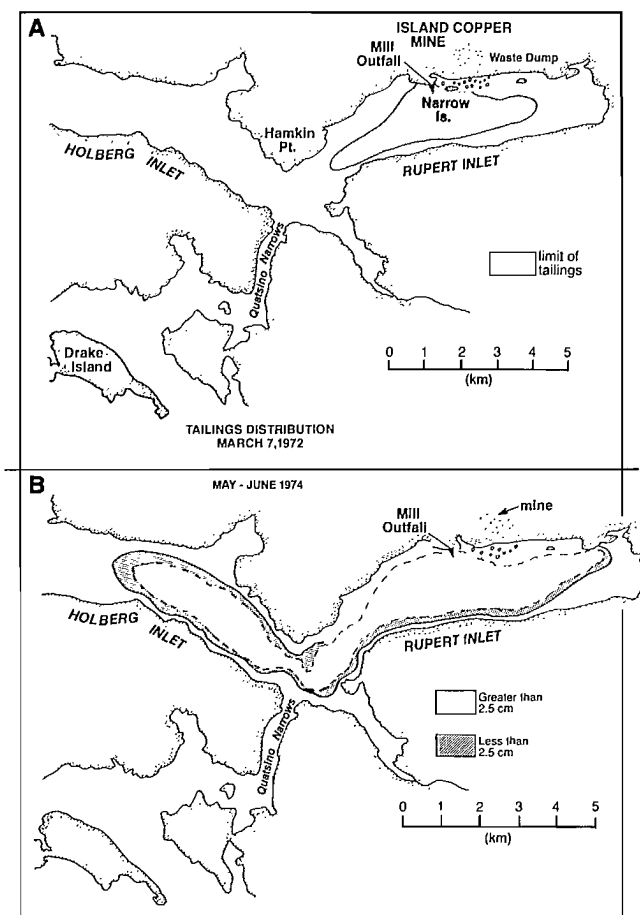 A
ISLAND COPPER
MINE
Mill
Outfall
Waste Dump
Narrow
Is.
Hamkin
Pt.
HOLBERG
INLET
RUPERT INLET
Quatsino Narrows
limit of
tailings
Drake
Island
0 1 2 3 4 5
(km)
TAILINGS DISTRIBUTION
MARCH 7,1972
B
MAY - JUNE 1974
mine
Mill
Outfall
HOLBERG
INLET
RUPERT INLET
Quatsino Narrows
Greater than
2.5 cm
Less than
2.5 cm
0 1 2 3 4 5
(km)